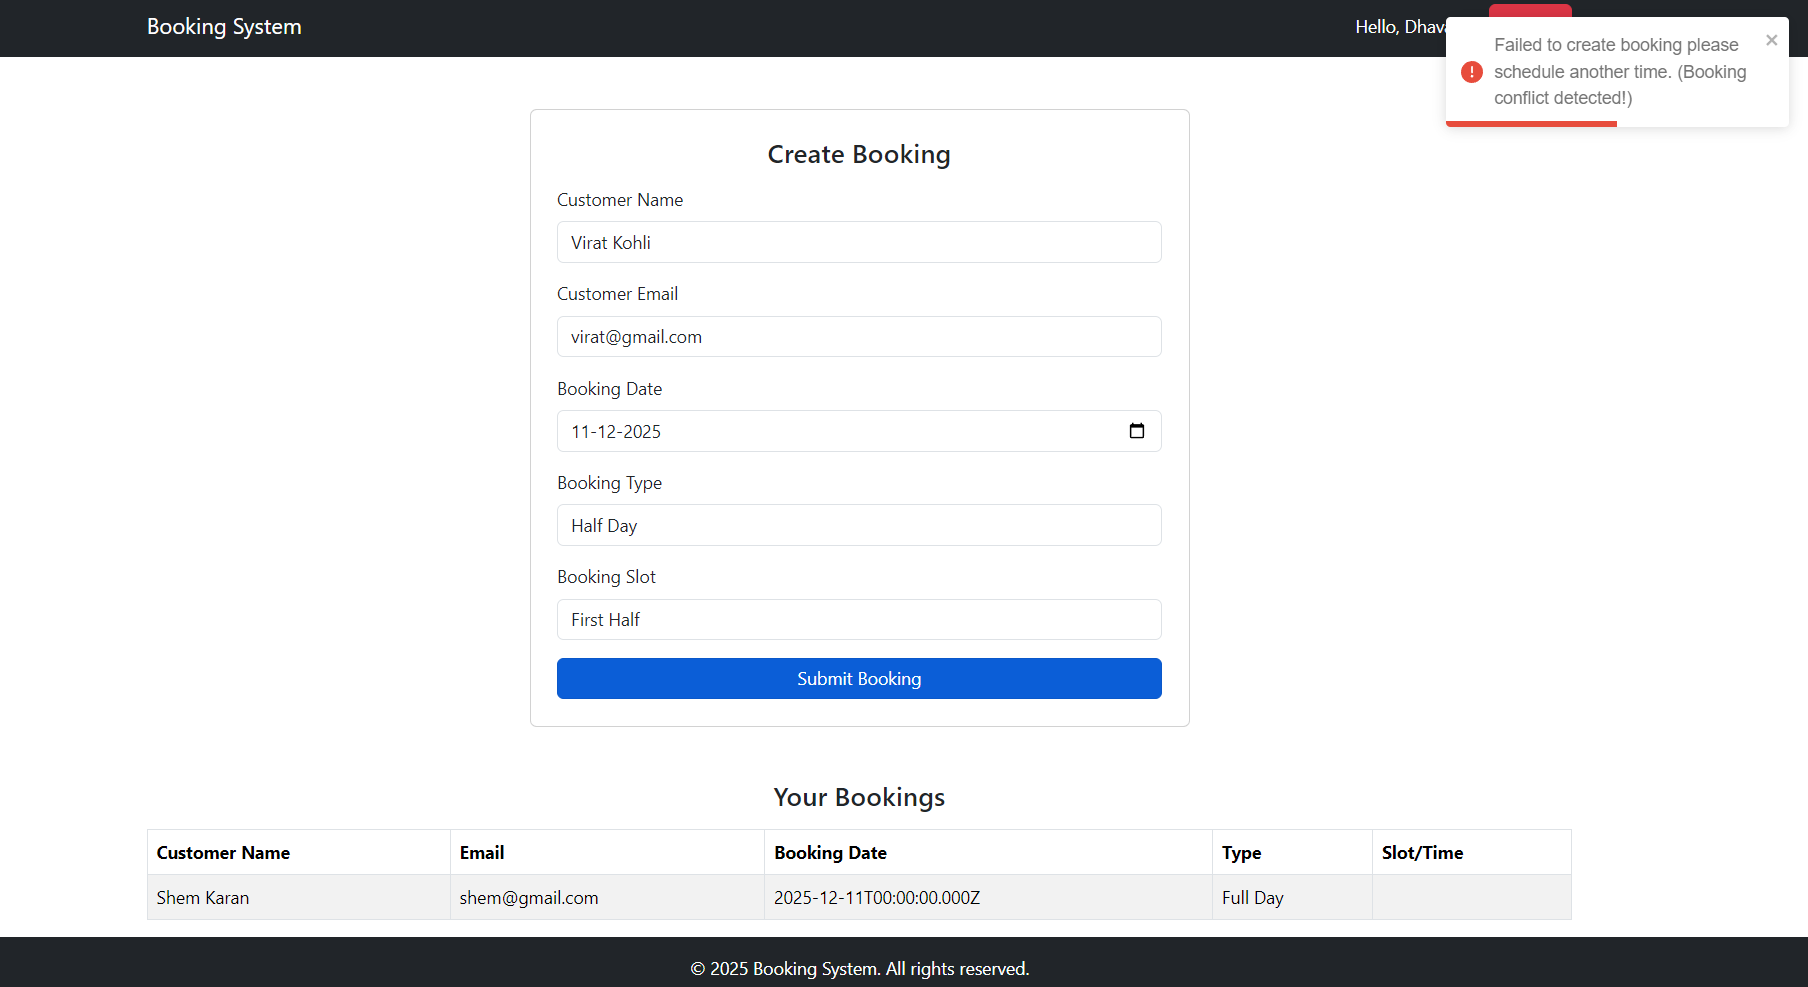 Booking System
Hello,
Failed to create booking please
schedule another time. (Booking
conflict detected!)
Create Booking
Customer Name
Virat Kohli
Customer Email
virat@gmail.com
Booking Date
11-12-2025
Booking Type
Half Day
Booking Slot
First Half
Submit Booking
Your Bookings
Customer Name Email Booking Date Type Slot/Time
Shem Karan shem@gmail.com 2025-12-11T00:00:00.000Z Full Day
© 2025 Booking System. All rights reserved.